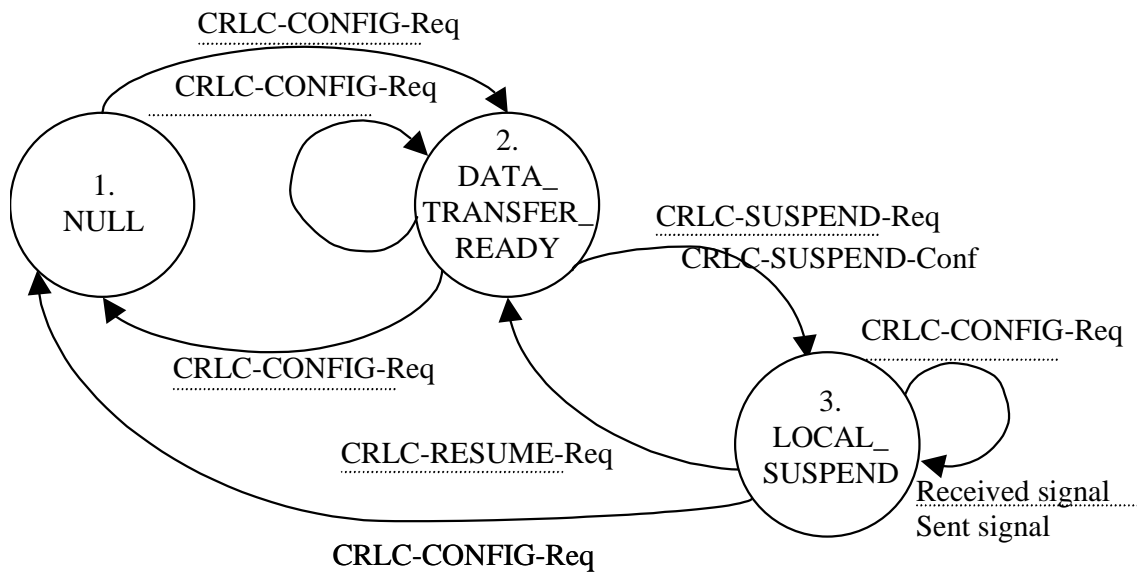 CRLC-CONFIG-Req
CRLC-CONFIG-Req
1.
NULL
2.
DATA_
TRANSFER_
READY
CRLC-SUSPEND-Req
CRLC-SUSPEND-Conf
CRLC-CONFIG-Req
CRLC-CONFIG-Req
3.
LOCAL_
SUSPEND
CRLC-RESUME-Req
Received signal
Sent signal
CRLC-CONFIG-Req